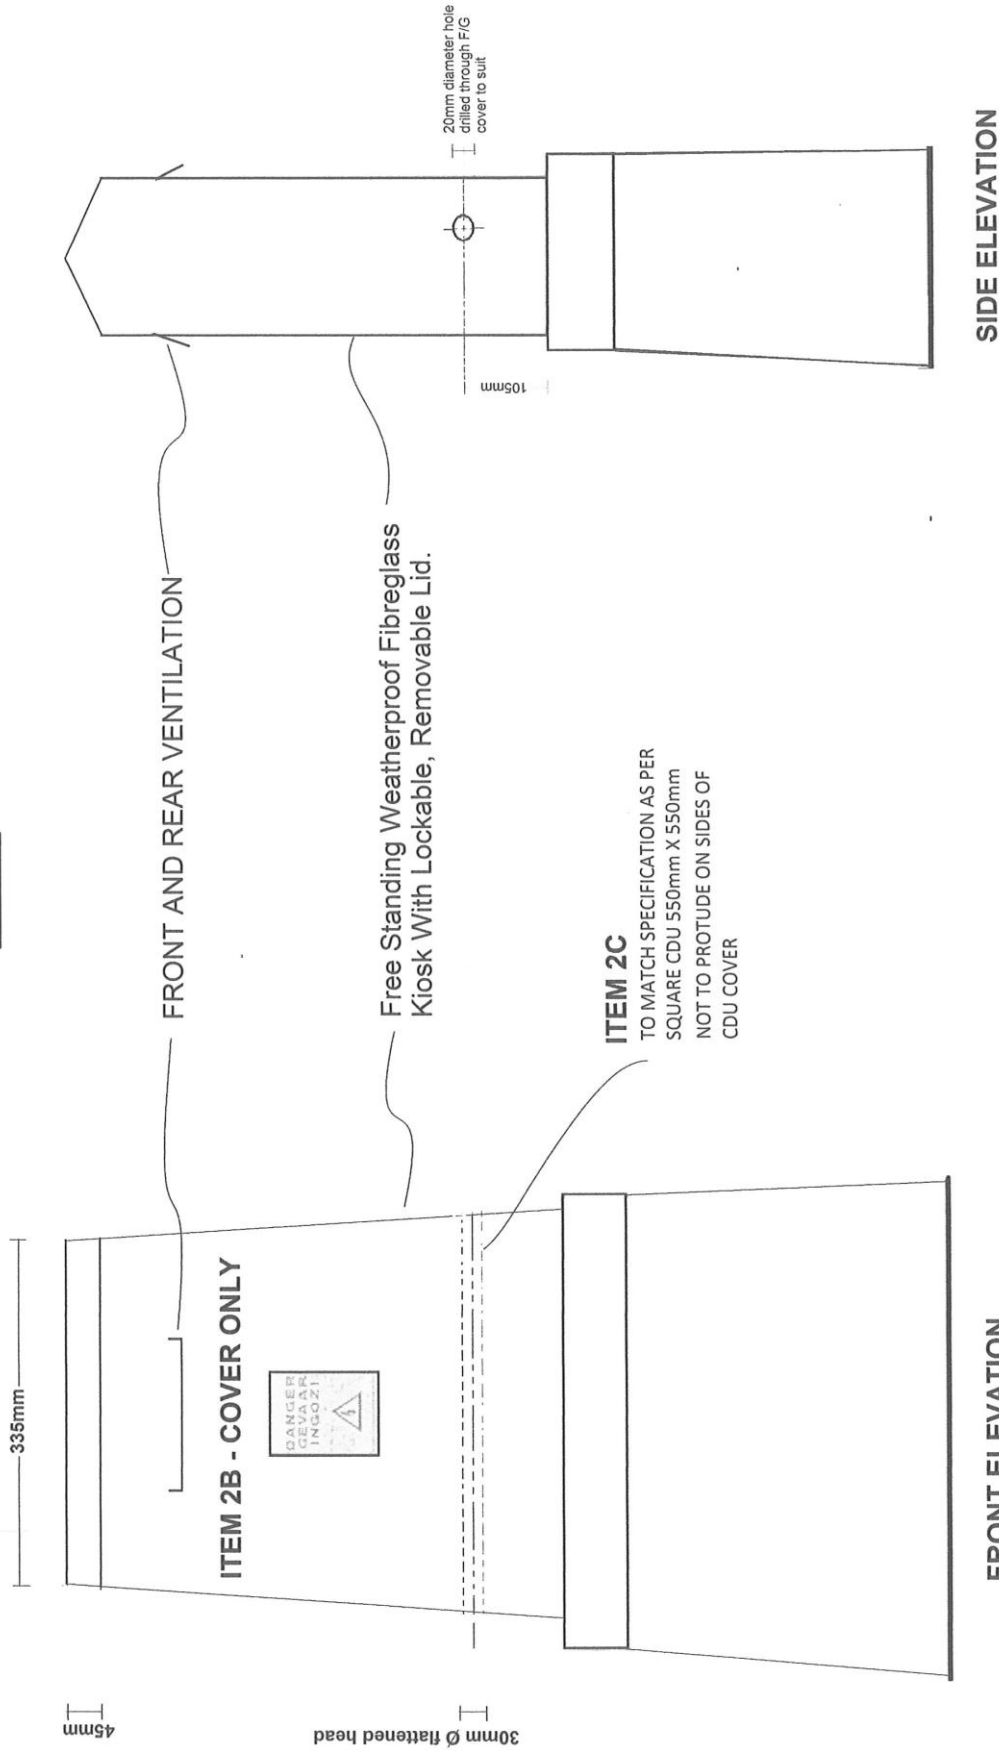 335mm
45mm
FRONT AND REAR VENTILATION
ITEM 2B - COVER ONLY
DANGER
GEVAAR
INGOZI
Free Standing Weatherproof Fibreglass
Kiosk With Lockable, Removable Lid.
30mm Ø flattened head
ITEM 2C
TO MATCH SPECIFICATION AS PER
SQUARE CDU 550mm X 550mm
NOT TO PROTUDE ON SIDES OF
CDU COVER
FRONT ELEVATION
20mm diameter hole
drilled through F/G
cover to suit
105mm
SIDE ELEVATION